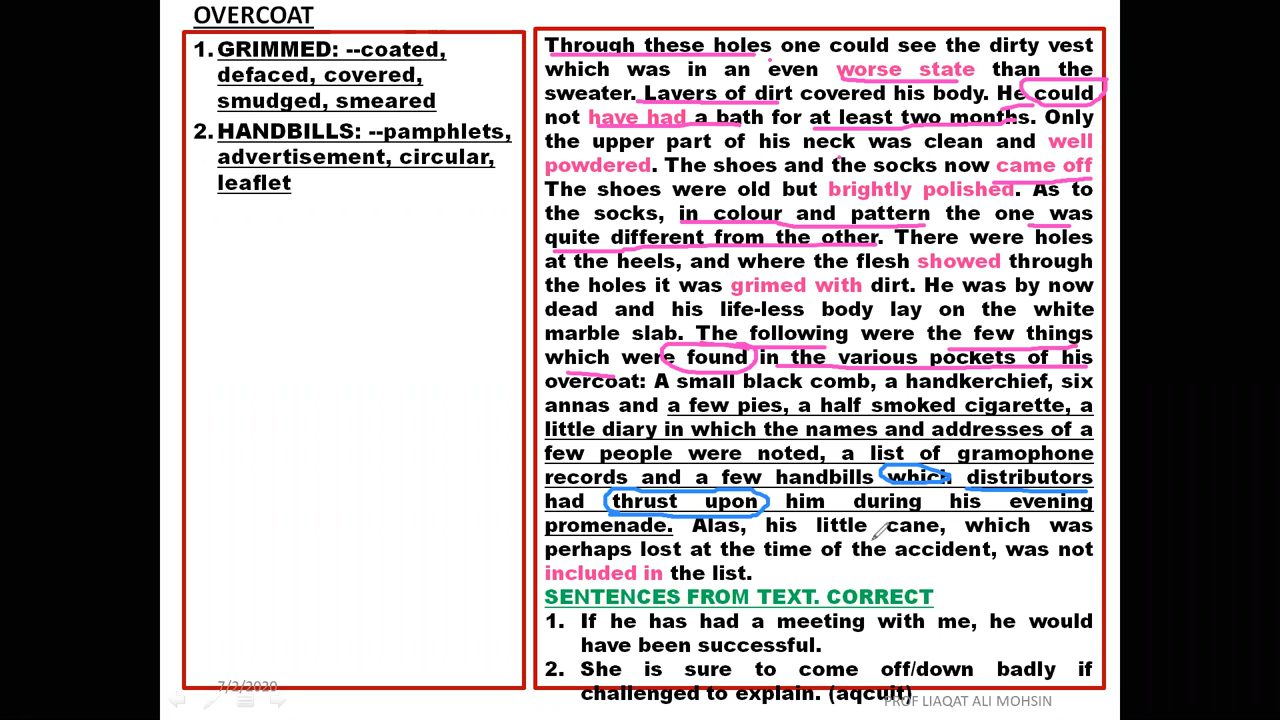 OVERCOAT
1. GRIMMED: --coated,
defaced, covered,
smudged, smeared
2. HANDBILLS: --pamphlets,
advertisement, circular,
leaflet
Through these holes one could see the dirty vest
which was in an even worse state than the
sweater. Layers of dirt covered his body. He could
not have had a bath for at least two months. Only
the upper part of his neck was clean and well
powdered. The shoes and the socks now came off
The shoes were old but brightly polished. As to
the socks, in colour and pattern the one was
quite different from the other. There were holes
at the heels, and where the flesh showed through
the holes it was grimed with dirt. He was by now
dead and his life-less body lay on the white
marble slab. The following were the few things
which were found in the various pockets of his
overcoat: A small black comb, a handkerchief, six
annas and a few pies, a half smoked cigarette, a
little diary in which the names and addresses of a
few people were noted, a list of gramophone
records and a few handbills which distributors
had thrust upon him during his evening
promenade. Alas, his little cane, which was
perhaps lost at the time of the accident, was not
included in the list.
SENTENCES FROM TEXT. CORRECT
1. If he has had a meeting with me, he would
have been successful.
2. She is sure to come off/down badly if
challenged to explain. (aqcuit)
7/2/2020
PROF LIAQAT ALI MOHSIN